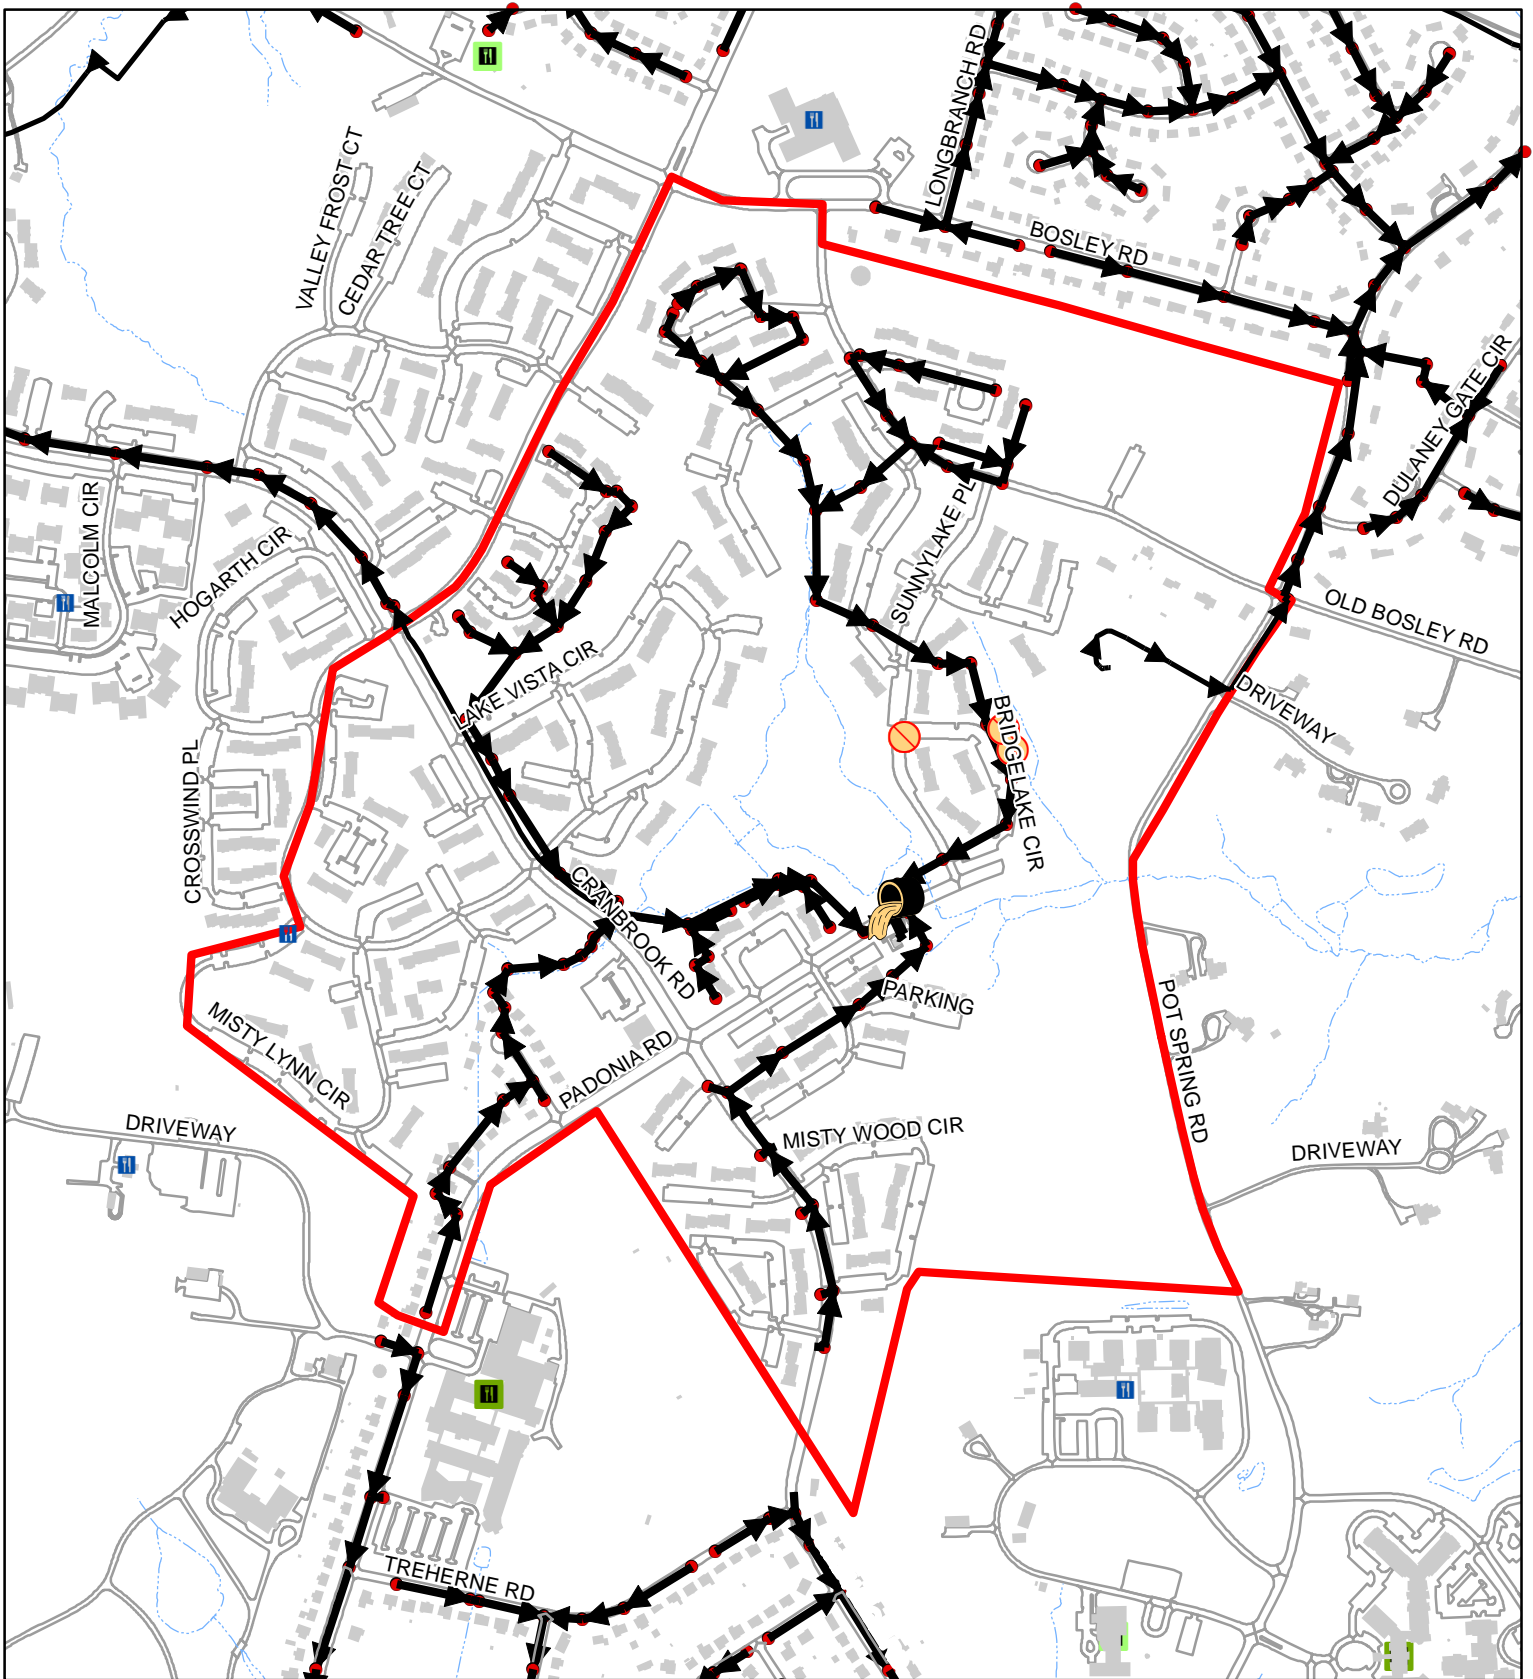 LONGBRANCH RD
VALLEY FROST CT
CEDAR TREE CT
BOSLEY RD
DULANEY GATE CIR
MALCOLM CIR
HOGARTH CIR
SUNNYLAKE PL
OLD BOSLEY RD
LAKE VISTA CIR
DRIVEWAY
BRIDGELAKE CIR
CROSSWIND PL
CRANBROOK RD
PARKING
POT SPRING RD
MISTY LYNN CIR
PADONIA RD
DRIVEWAY
MISTY WOOD CIR
DRIVEWAY
TREHERNE RD